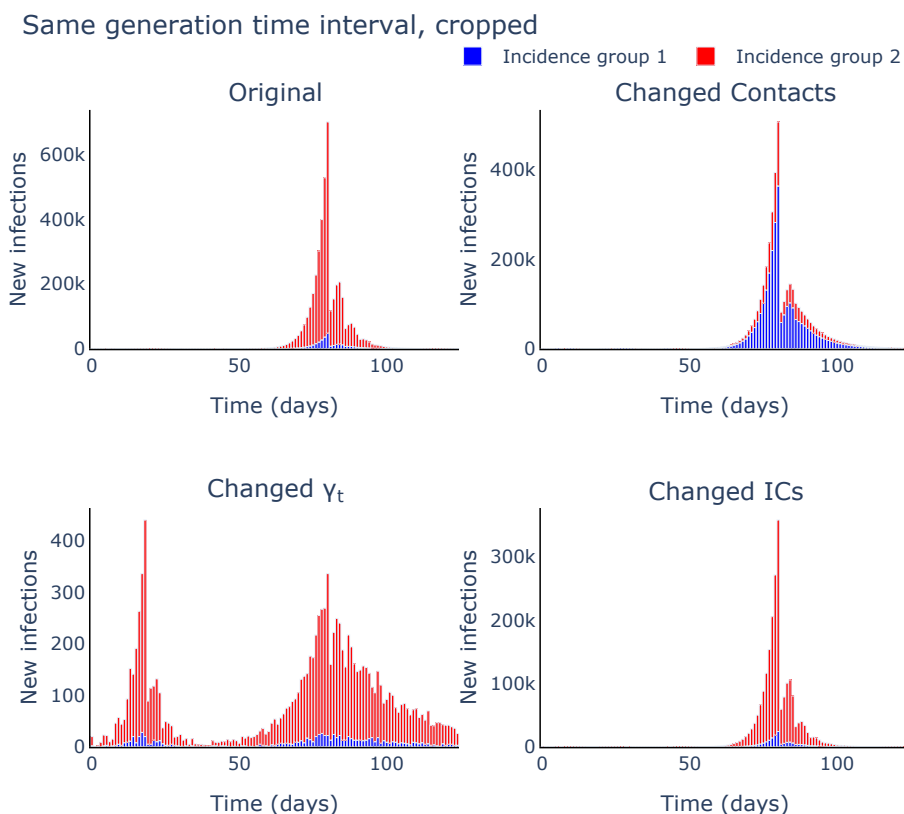 Same generation time interval, cropped
Incidence group 1
Incidence group 2
Original
New infections
600k
400k
200k
0
0
50
100
Time (days)
Changed Contacts
New infections
400k
200k
0
0
50
100
Time (days)
Changed γt
New infections
400
300
200
100
0
0
50
100
Time (days)
Changed ICs
New infections
300k
200k
100k
0
0
50
100
Time (days)